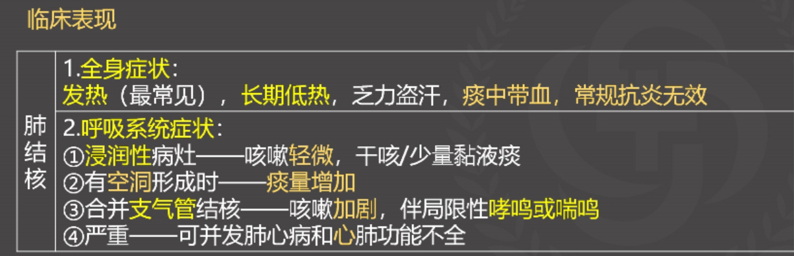 临床表现
1.全身症状：
发热（最常见），长期低热，乏力盗汗，痰中带血，常规抗炎无效
肺结核
2.呼吸系统症状：
①浸润性病灶——咳嗽轻微，干咳/少量黏液痰
②有空洞形成时——痰量增加
③合并支气管结核——咳嗽加剧，伴局限性哮鸣或喘鸣
④严重——可并发肺心病和心肺功能不全